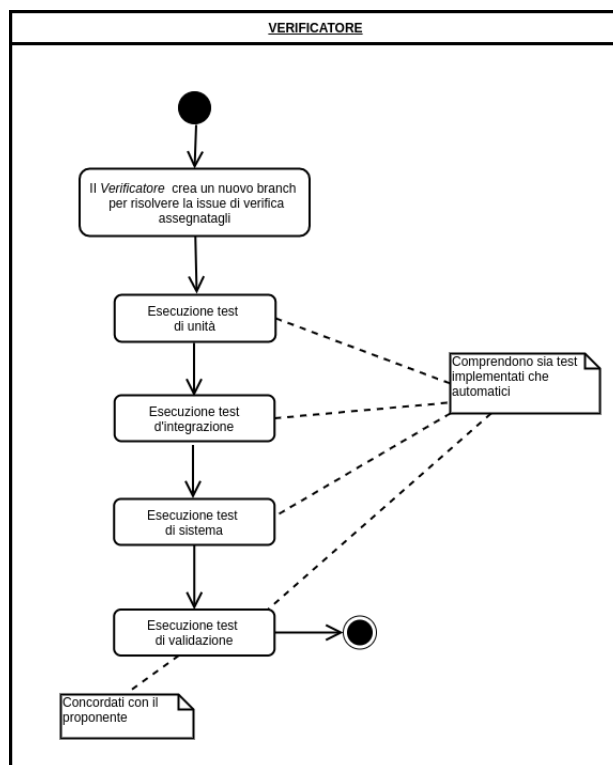 VERIFICATORE
Il Verificatore crea un nuovo branch
per risolvere la issue di verifica
assegnatagli
Esecuzione test
di unità
Comprendono sia test
implementati che
automatici
Esecuzione test
d'integrazione
Esecuzione test
di sistema
Esecuzione test
di validazione
Concordati con il
proponente